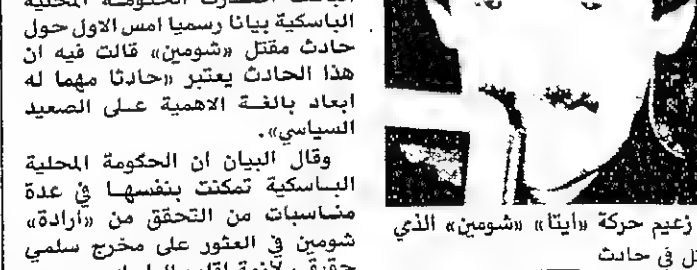 الباسكية بيانا رسميا امس الاول حول
حادث مقتل «شومين» قالت فيه ان
هذا الحادث يعتبر «حادثا مهما له
ابعاد بالغة الاهمية على الصعيد
السياسي».
وقال البيان ان الحكومة المحلية
الباسكية تمكنت بنفسها في عدة
مناسبات من التحقق من «ارادة»
شومين في العثور على مخرج سلمي
زعيم حركة «ايتا» «شومين» الذي
في حادث